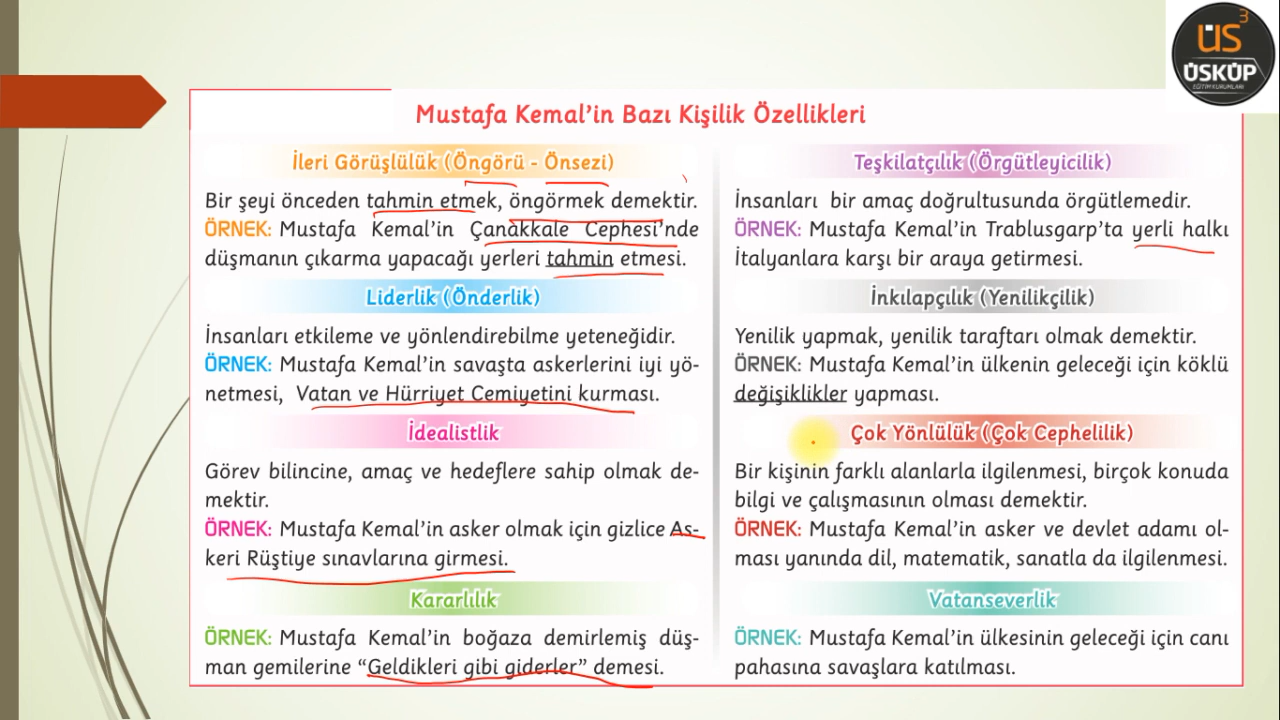 ÜS³
ÜSKÜP
EĞİTİM KURUMLARI
Mustafa Kemal'in Bazı Kişilik Özellikleri
İleri Görüşlülük (Öngörü - Önsezi)
Bir şeyi önceden tahmin etmek, öngörmek demektir.
ÖRNEK: Mustafa Kemal'in Çanakkale Cephesi'nde
düşmanın çıkarma yapacağı yerleri tahmin etmesi.
Liderlik (Önderlik)
İnsanları etkileme ve yönlendirebilme yeteneğidir.
ÖRNEK: Mustafa Kemal'in savaşta askerlerini iyi yö-
netmesi, Vatan ve Hürriyet Cemiyetini kurması.
İdealistlik
Görev bilincine, amaç ve hedeflere sahip olmak de-
mektir.
ÖRNEK: Mustafa Kemal'in asker olmak için gizlice As-
keri Rüştiye sınavlarına girmesi.
Kararlılık
ÖRNEK: Mustafa Kemal'in boğaza demirlemiş düş-
man gemilerine “Geldikleri gibi giderler” demesi.
Teşkilatçılık (Örgütleyicilik)
İnsanları bir amaç doğrultusunda örgütlemedir.
ÖRNEK: Mustafa Kemal'in Trablusgarp'ta yerli halkı
İtalyanlara karşı bir araya getirmesi.
İnkılapçılık (Yenilikçilik)
Yenilik yapmak, yenilik taraftarı olmak demektir.
ÖRNEK: Mustafa Kemal'in ülkenin geleceği için köklü
değişiklikler yapması.
Çok Yönlülük (Çok Cephelilik)
Bir kişinin farklı alanlarla ilgilenmesi, birçok konuda
bilgi ve çalışmasının olması demektir.
ÖRNEK: Mustafa Kemal'in asker ve devlet adamı ol-
ması yanında dil, matematik, sanatla da ilgilenmesi.
Vatanseverlik
ÖRNEK: Mustafa Kemal'in ülkesinin geleceği için canı
pahasına savaşlara katılması.